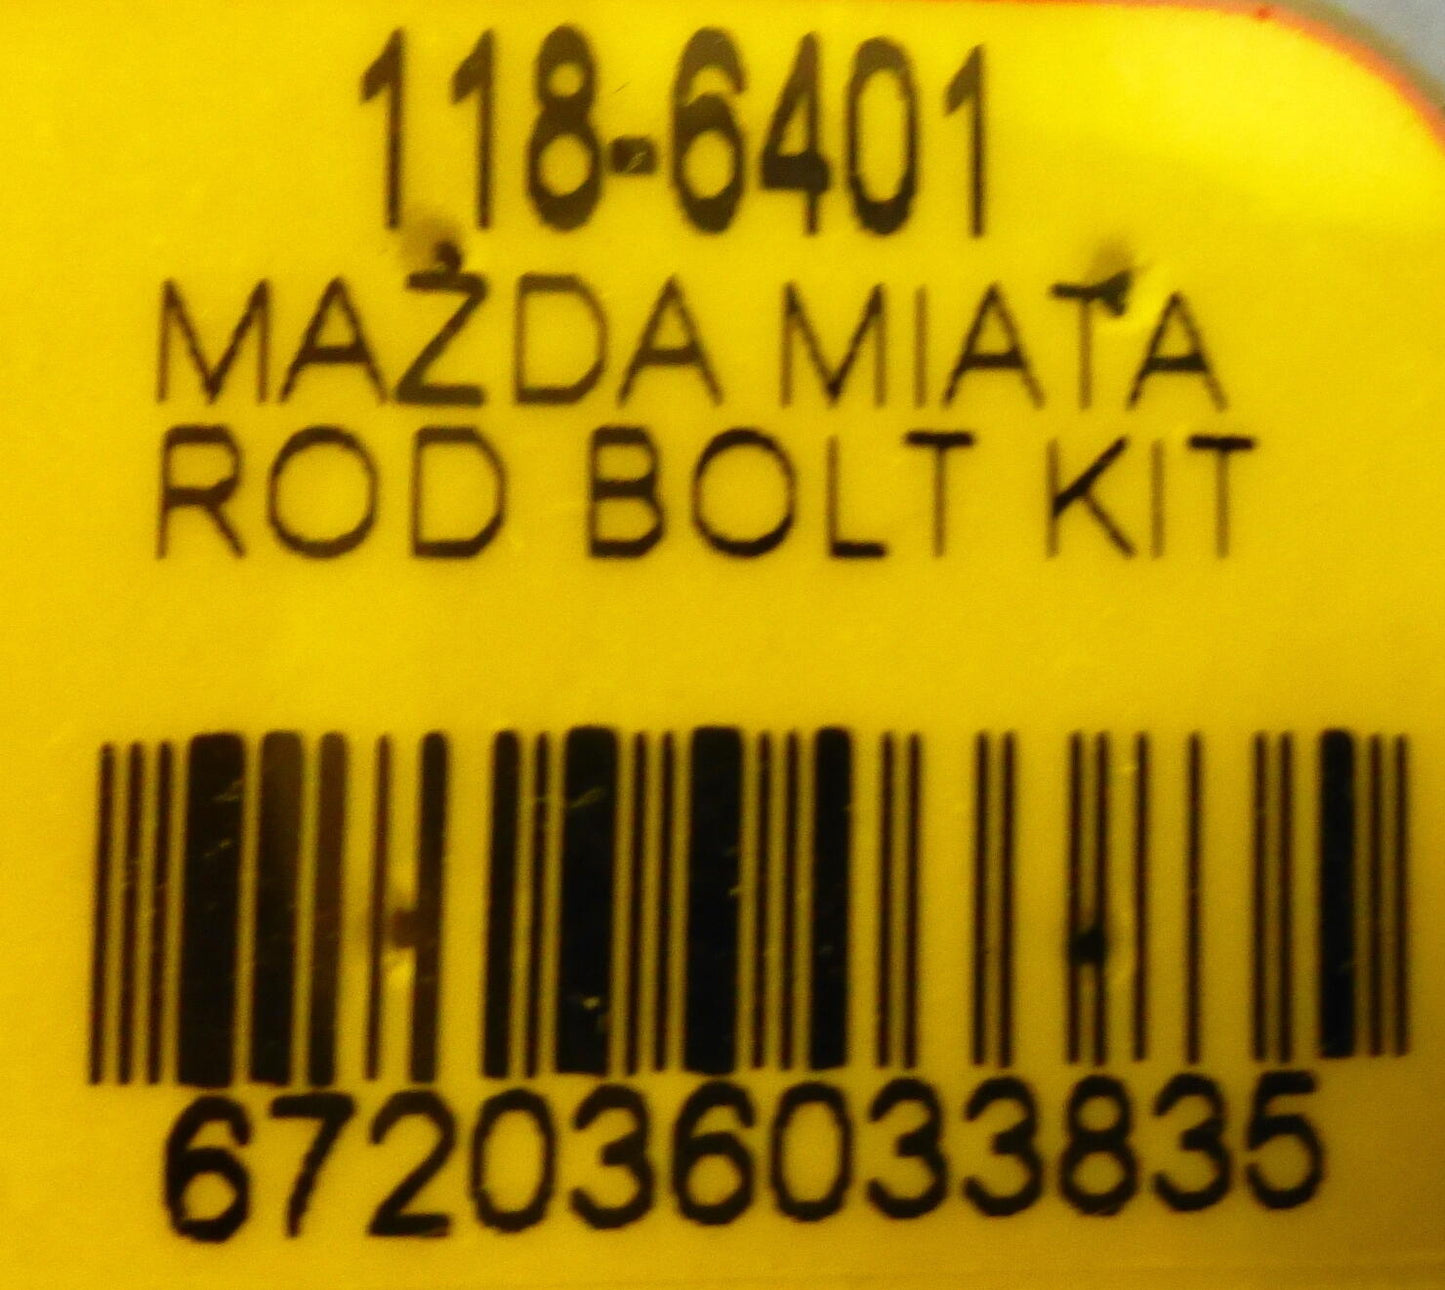 118-6401
MAZDA MIATA
ROD BOLT KIT
672036033835